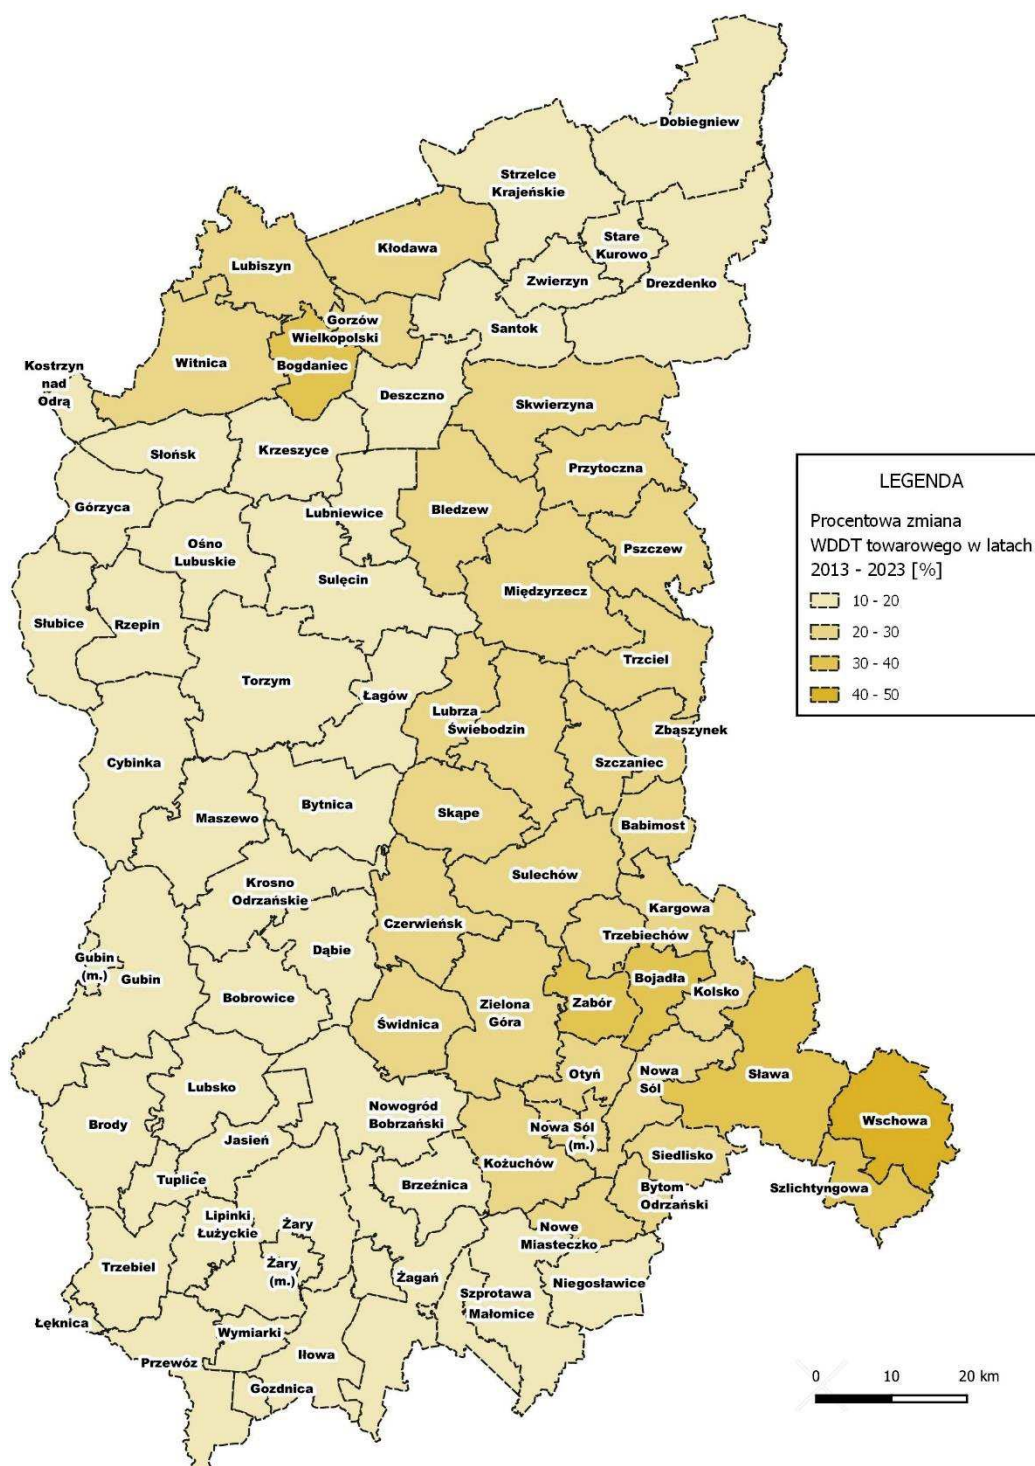 Dobiegniew
Strzelce
Krajeńskie
Stare
Kurowo
Kłodawa
Lubiszyn
Zwierzyn
Drezdenko
Gorzów
Wielkopolski
Santok
Witnica
Bogdaniec
Kostrzyn
nad
Odrą
Deszczno
Skwierzyna
Słońsk
Krzeszyce
Przytoczna
Górzyca
Lubniewice
Bledzew
Ośno
Lubuskie
Pszczew
Sulęcin
Międzyrzecz
Słubice
Rzepin
Trzciel
Torzym
Łagów
Lubrza
Świebodzin
Zbąszynek
Cybinka
Szczaniec
Maszewo
Bytnica
Skąpe
Babimost
Sulechów
Krosno
Odrzańskie
Kargowa
Czerwieńsk
Trzebiechów
Gubin
(m.)
Gubin
Dąbie
Bobrowice
Bojadła
Kolsko
Zabór
Zielona
Góra
Świdnica
Otyń
Nowa
Sól
Sława
Lubsko
Brody
Nowogród
Bobrzański
Wschowa
Nowa Sól
(m.)
Jasień
Siedlisko
Kożuchów
Tuplice
Brzeźnica
Bytom
Odrzański
Szlichtyngowa
Lipinki
Łużyckie
Żary
Nowe
Miasteczko
Trzebiel
Żary
(m.)
Żagań
Szprotawa
Małomice
Niegosławice
Łęknica
Wymiarki
Przewóz
Iłowa
Gozdnica
LEGENDA
Procentowa zmiana
WDDT towarowego w latach
2013 - 2023 [%]
10 - 20
20 - 30
30 - 40
40 - 50
0 10 20 km